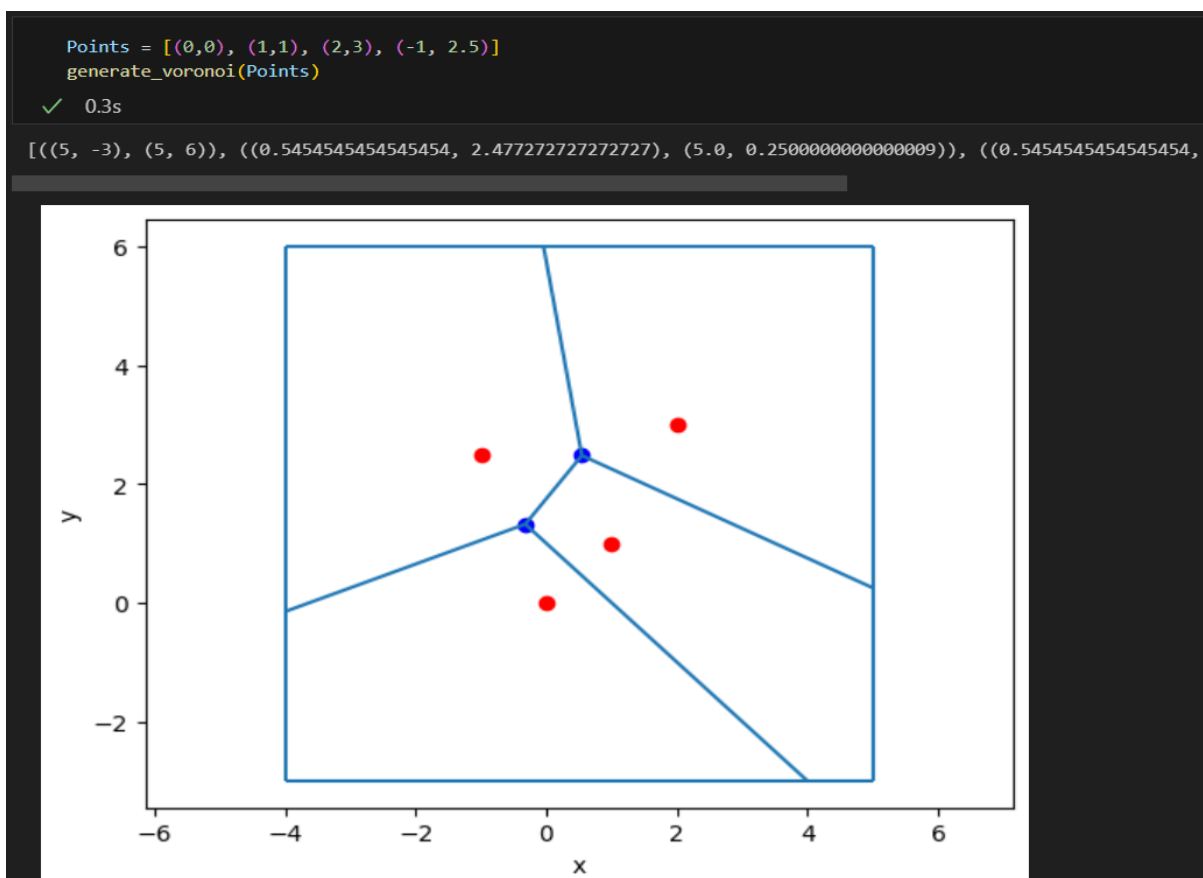 Points = [(0,0), (1,1), (2,3), (-1, 2.5)]
generate_voronoi(Points)
✓ 0.3s
[((5, -3), (5, 6)), ((0.5454545454545454, 2.477272727272727), (5.0, 0.2500000000000009)), ((0.5454545454545454,
6
4
2
0
−2
y
−6 −4 −2 0 2 4 6
x